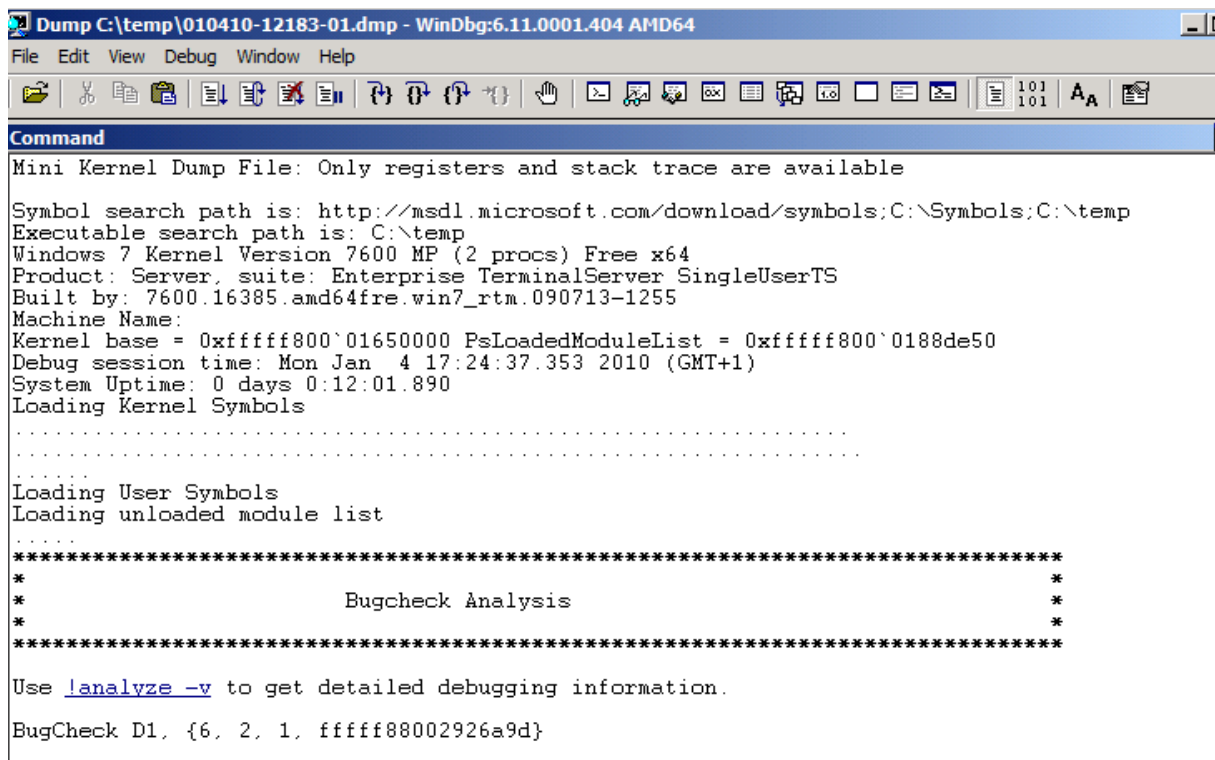 Dump C:\temp\010410-12183-01.dmp - WinDbg:6.11.0001.404 AMD64
File Edit View Debug Window Help
Command
Mini Kernel Dump File: Only registers and stack trace are available
Symbol search path is: http://msdl.microsoft.com/download/symbols;C:\Symbols;C:\temp
Executable search path is: C:\temp
Windows 7 Kernel Version 7600 MP (2 procs) Free x64
Product: Server, suite: Enterprise TerminalServer SingleUserTS
Built by: 7600.16385.amd64fre.win7_rtm.090713-1255
Machine Name:
Kernel base = 0xfffff800`01650000 PsLoadedModuleList = 0xfffff800`0188de50
Debug session time: Mon Jan  4 17:24:37.353 2010 (GMT+1)
System Uptime: 0 days 0:12:01.890
Loading Kernel Symbols
...............................................................
................................................................
......
Loading User Symbols
Loading unloaded module list
.....
*******************************************************************************
*                                                                             *
*                        Bugcheck Analysis                                    *
*                                                                             *
*******************************************************************************
Use !analyze -v to get detailed debugging information.
BugCheck D1, {6, 2, 1, fffff88002926a9d}